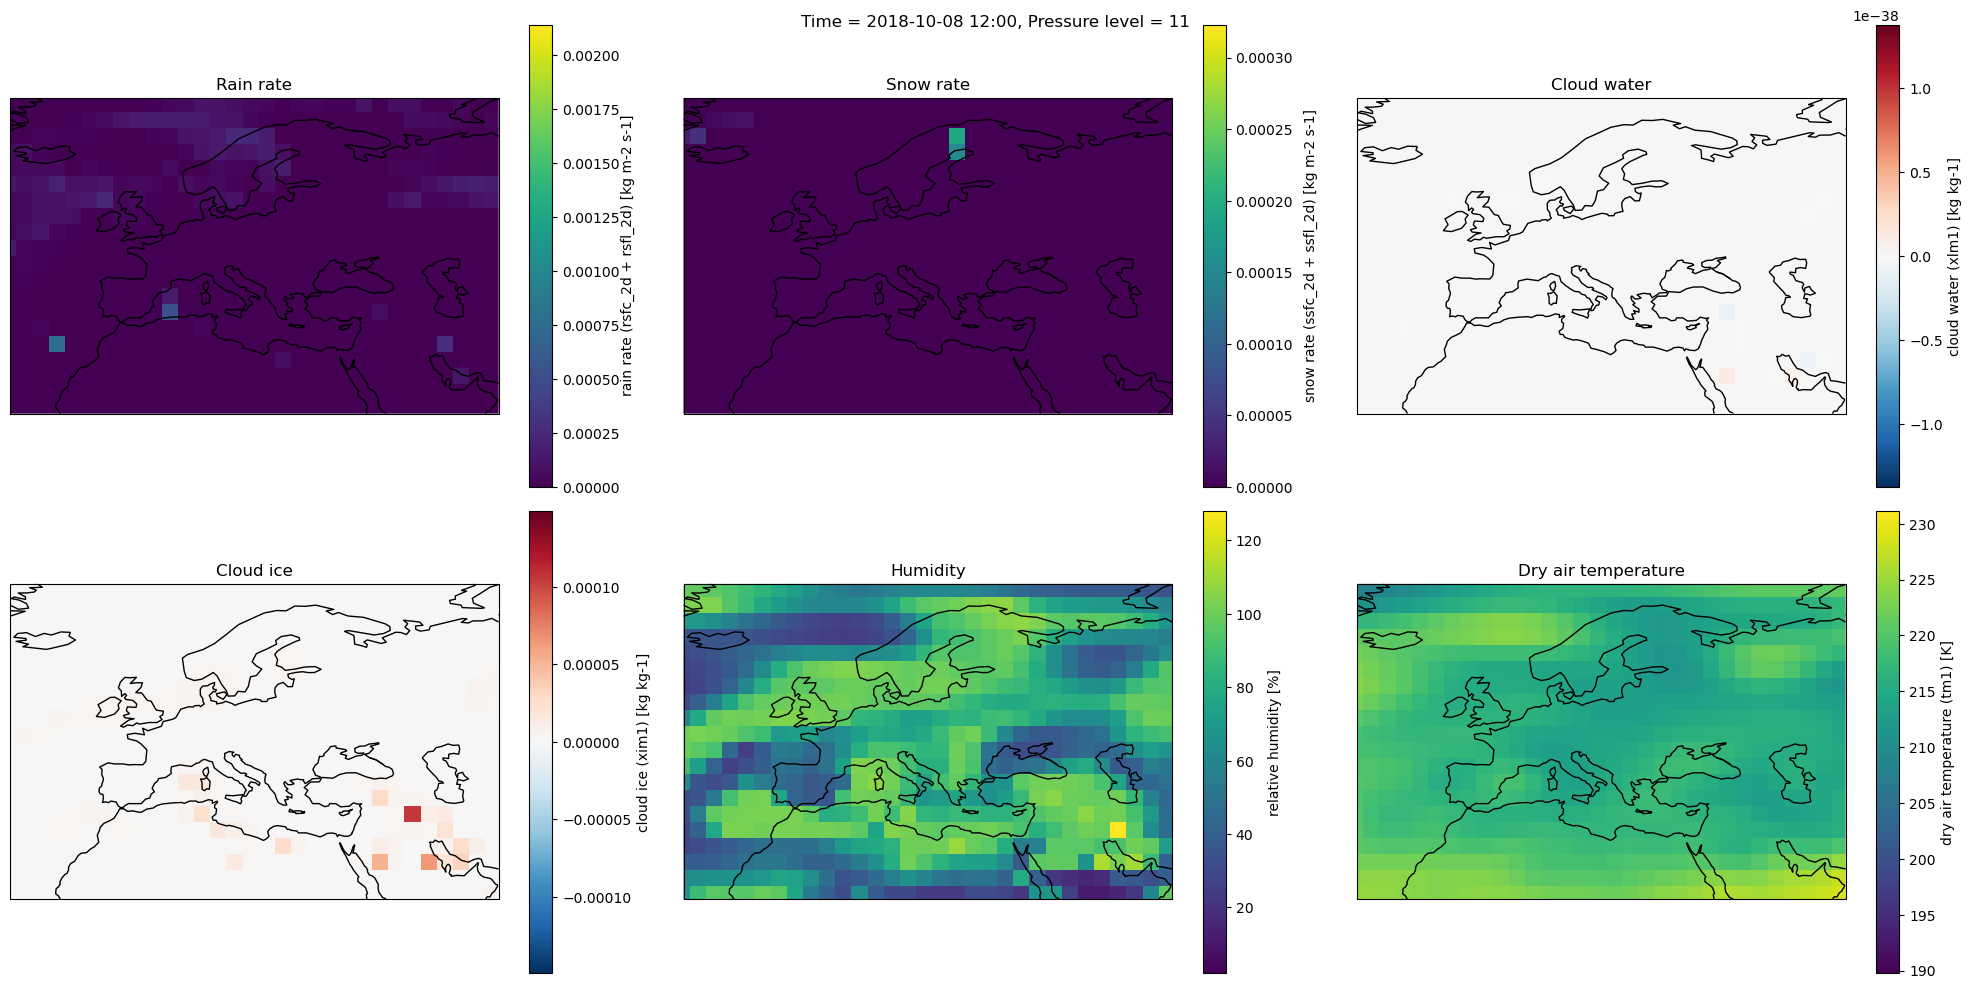 Time = 2018-10-08 12:00, Pressure level = 11
Rain rate
0.00200
0.00175
0.00150
0.00125
0.00100
0.00075
0.00050
0.00025
0.00000
rain rate (rsfc_2d + rsfl_2d) [kg m-2 s-1]
Snow rate
0.00030
0.00025
0.00020
0.00015
0.00010
0.00005
0.00000
snow rate (ssfc_2d + ssfl_2d) [kg m-2 s-1]
Cloud water
1e−38
1.0
0.5
0.0
−0.5
−1.0
cloud water (xlm1) [kg kg-1]
Cloud ice
0.00010
0.00005
0.00000
−0.00005
−0.00010
cloud ice (xim1) [kg kg-1]
Humidity
120
100
80
60
40
20
relative humidity [%]
Dry air temperature
230
225
220
215
210
205
200
195
190
dry air temperature (tm1) [K]